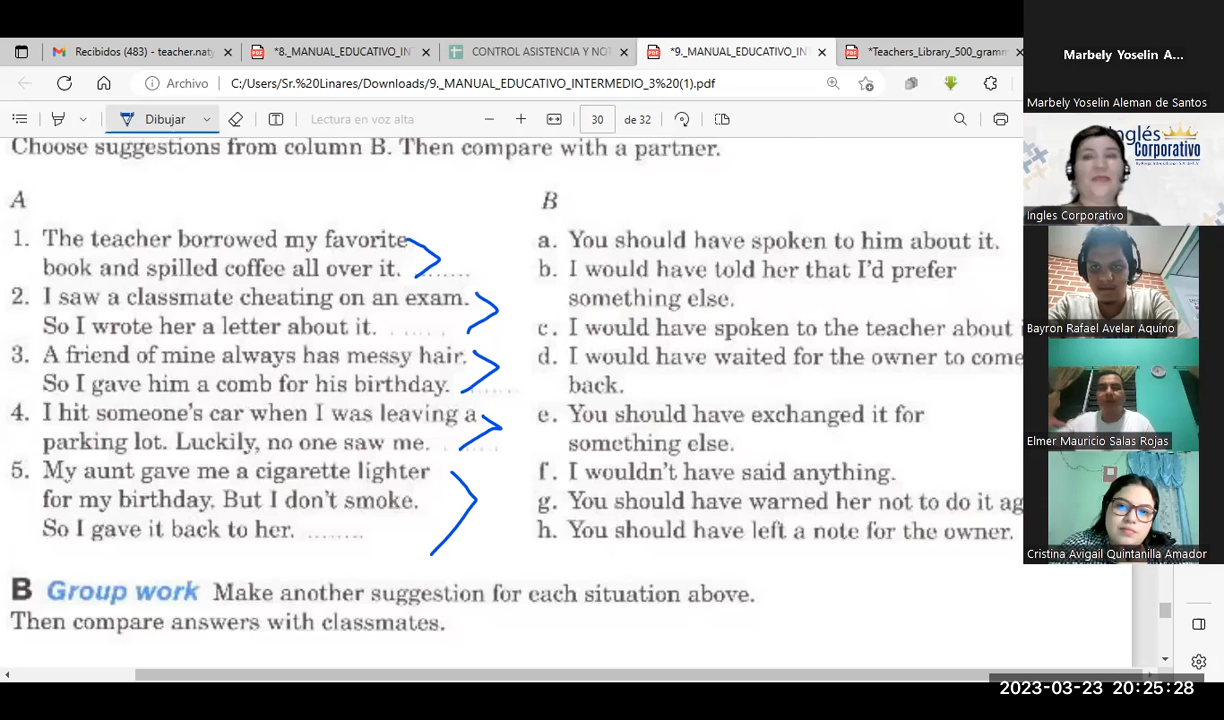 Recibidos (483) - teacher.naty
*8._MANUAL_EDUCATIVO_IN
CONTROL ASISTENCIA Y NOT
*9._MANUAL_EDUCATIVO_IN
*Teachers_Library_500_gramm
Archivo
C:/Users/Sr.%20Linares/Downloads/9._MANUAL_EDUCATIVO_INTERMEDIO_3%20(1).pdf
Dibujar
Lectura en voz alta
30
de 32
Choose suggestions from column B. Then compare with a partner.
A
1. The teacher borrowed my favorite
book and spilled coffee all over it. ........
2. I saw a classmate cheating on an exam.
So I wrote her a letter about it. ........
3. A friend of mine always has messy hair.
So I gave him a comb for his birthday. ........
4. I hit someone's car when I was leaving a
parking lot. Luckily, no one saw me. ........
5. My aunt gave me a cigarette lighter
for my birthday. But I don't smoke.
So I gave it back to her. ........
B
a. You should have spoken to him about it.
b. I would have told her that I'd prefer
something else.
c. I would have spoken to the teacher about
d. I would have waited for the owner to come
back.
e. You should have exchanged it for
something else.
f. I wouldn't have said anything.
g. You should have warned her not to do it ag
h. You should have left a note for the owner.
B Group work Make another suggestion for each situation above.
Then compare answers with classmates.
Marbely Yoselin A...
Marbely Yoselin Aleman de Santos
Inglés
Corporativo
Ingles Corporativo
Bayron Rafael Avelar Aquino
Elmer Mauricio Salas Rojas
Cristina Avigail Quintanilla Amador
2023-03-23 20:25:28